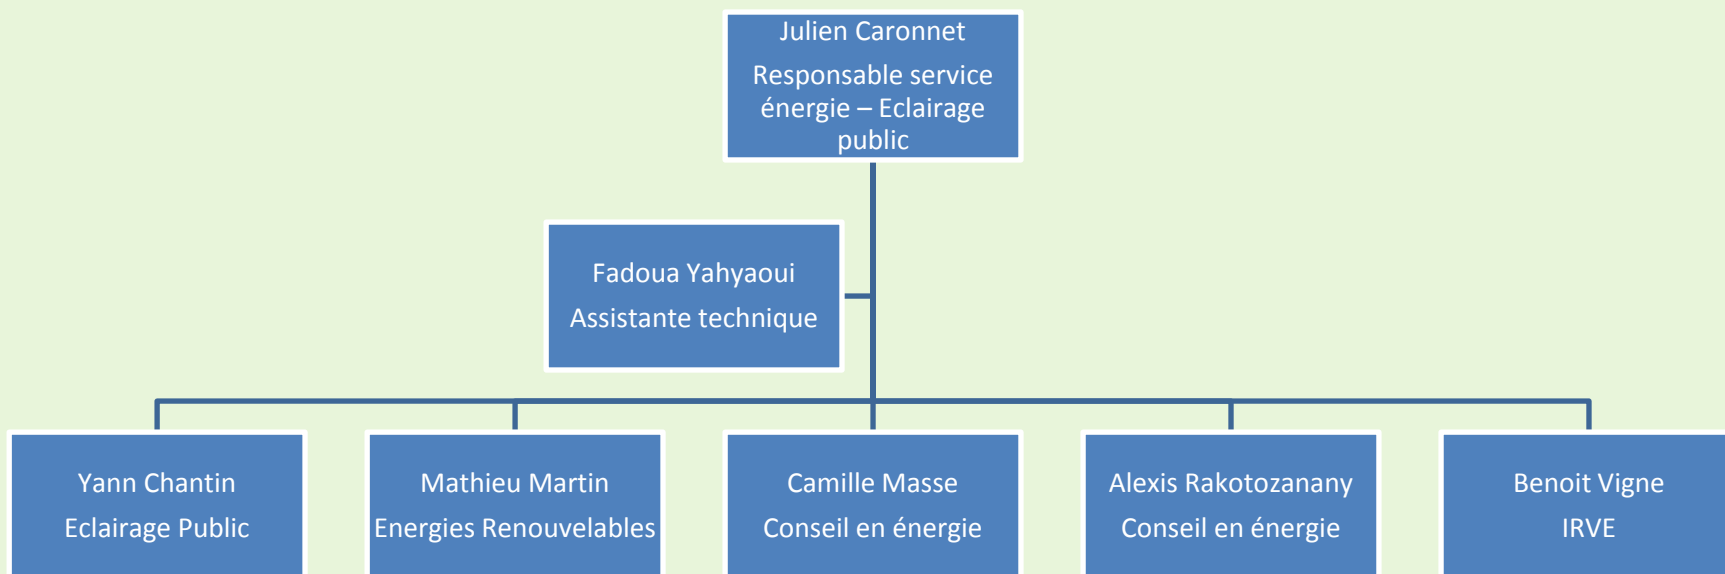 Julien Caronnet
Responsable service
énergie – Eclairage
public
Fadoua Yahyaoui
Assistante technique
Yann Chantin
Eclairage Public
Mathieu Martin
Energies Renouvelables
Camille Masse
Conseil en énergie
Alexis Rakotozanany
Conseil en énergie
Benoit Vigne
IRVE